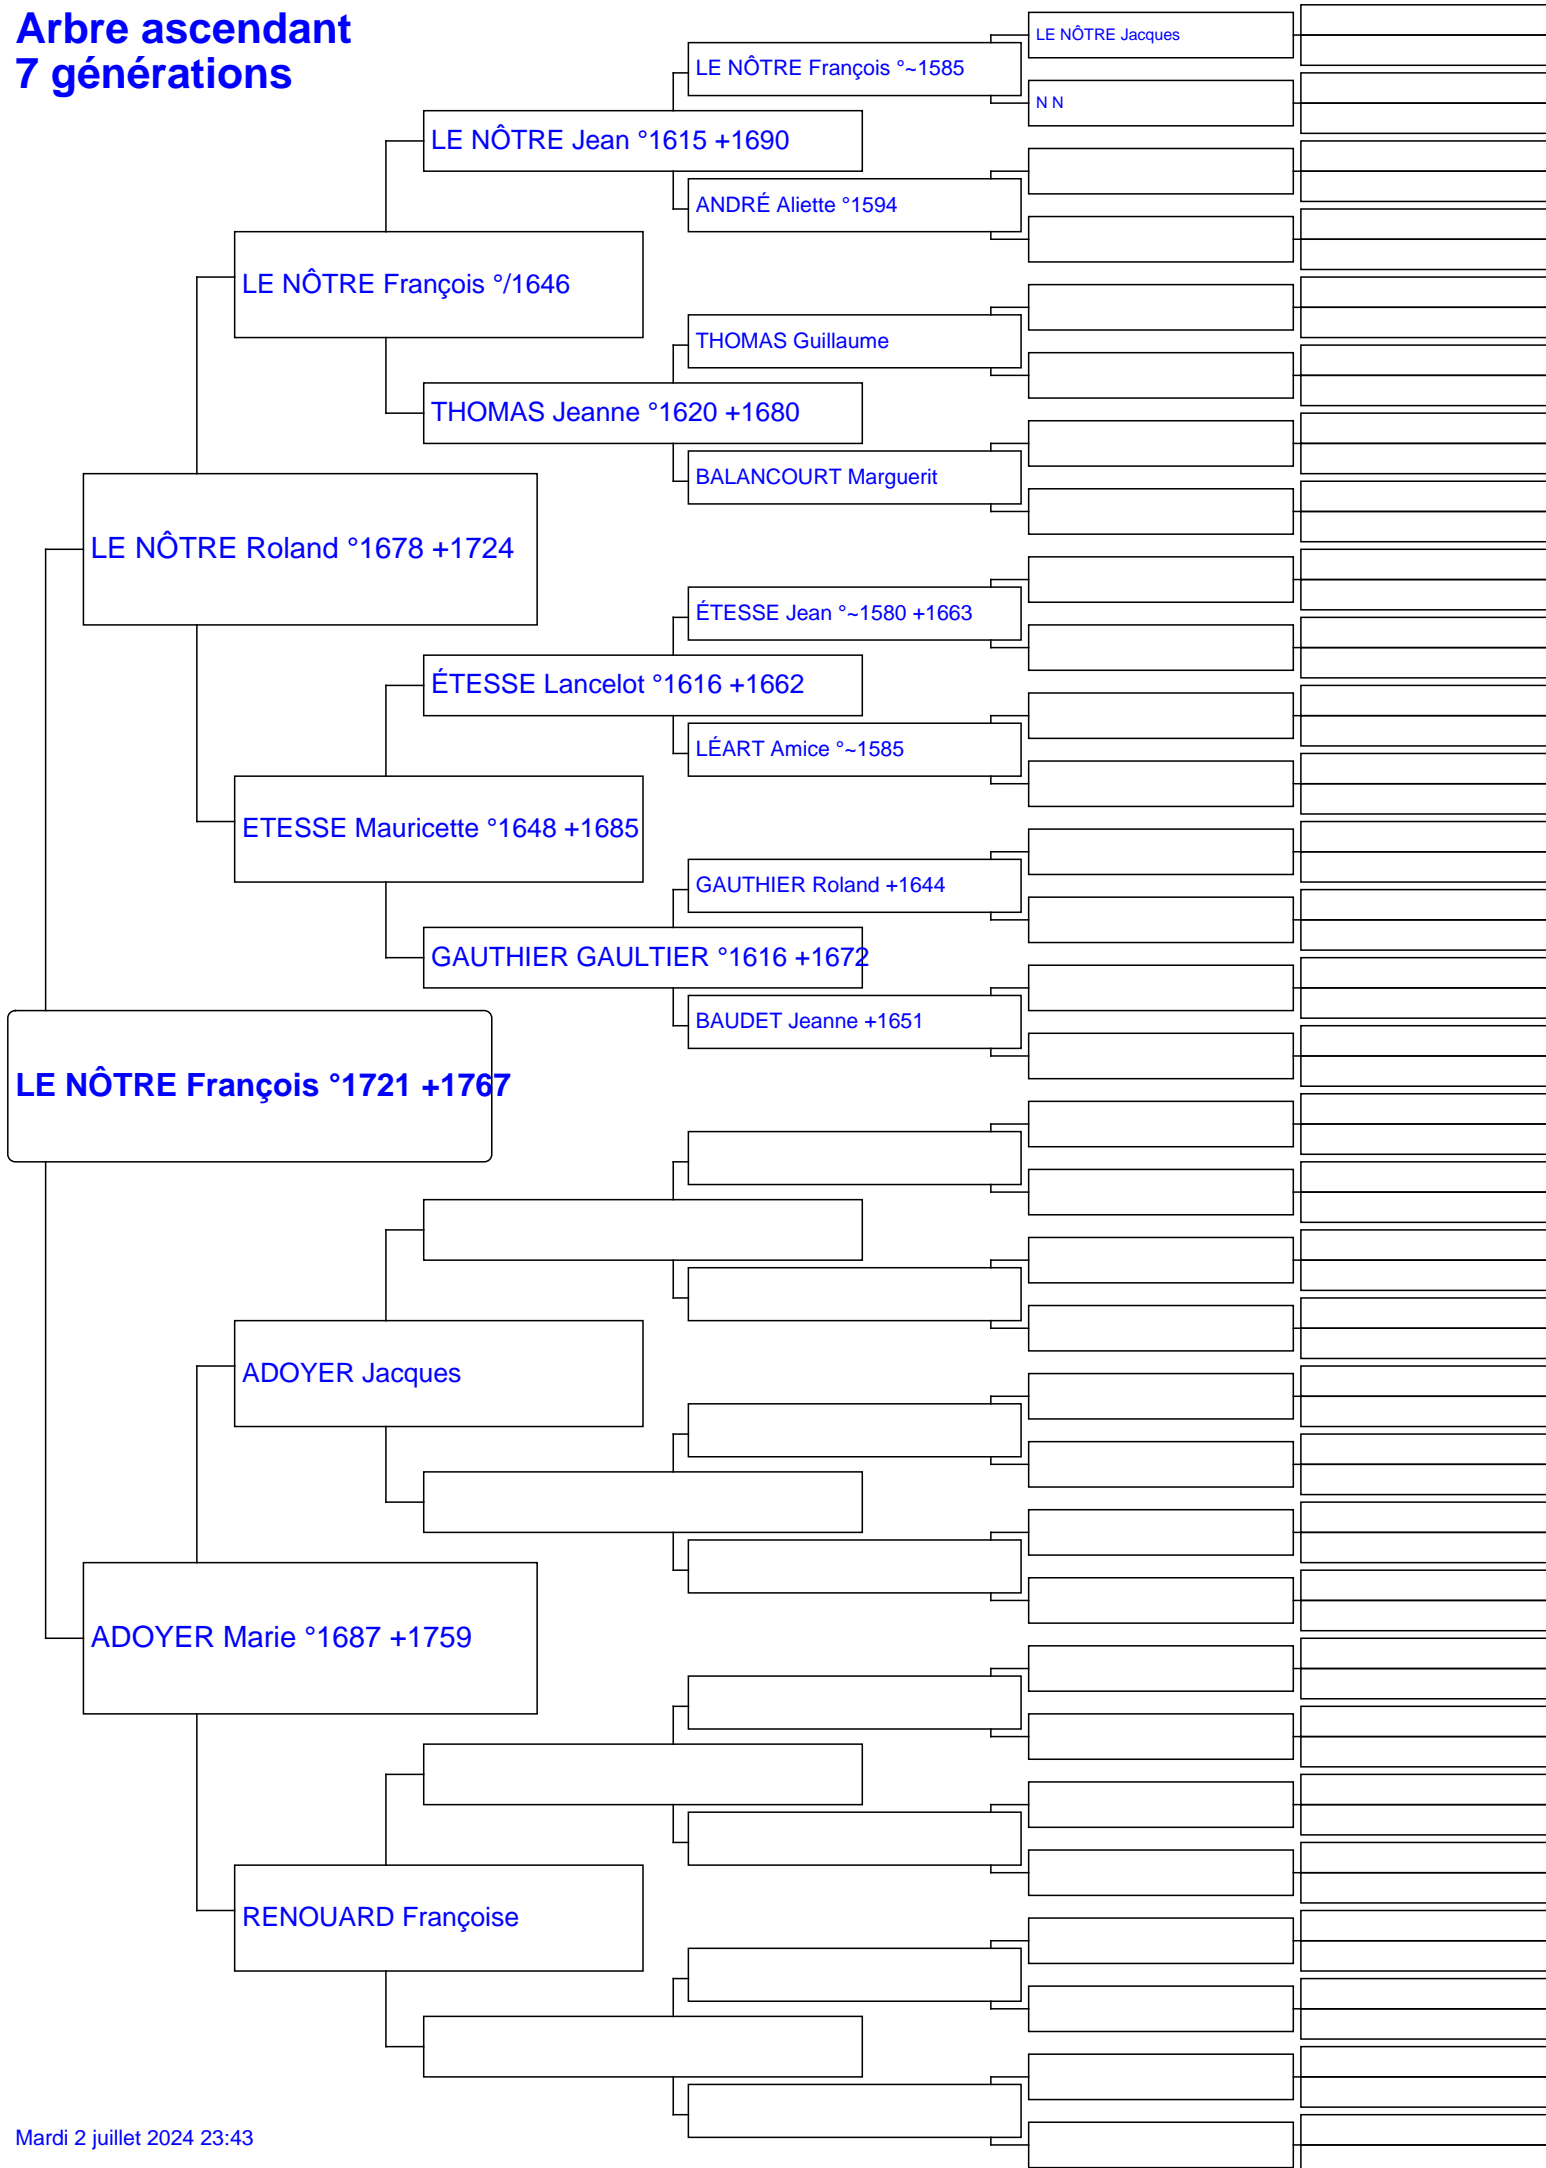 Arbre ascendant
7 générations
LE NÔTRE Jacques
LE NÔTRE François °~1585
N N
LE NÔTRE Jean °1615 +1690
ANDRÉ Aliette °1594
LE NÔTRE François °/1646
THOMAS Guillaume
THOMAS Jeanne °1620 +1680
BALANCOURT Marguerit
LE NÔTRE Roland °1678 +1724
ÉTESSE Jean °~1580 +1663
ÉTESSE Lancelot °1616 +1662
LÉART Amice °~1585
ETESSE Mauricette °1648 +1685
GAUTHIER Roland +1644
GAUTHIER GAULTIER °1616 +1672
BAUDET Jeanne +1651
LE NÔTRE François °1721 +1767
ADOYER Jacques
ADOYER Marie °1687 +1759
RENOUARD Françoise
Mardi 2 juillet 2024 23:43